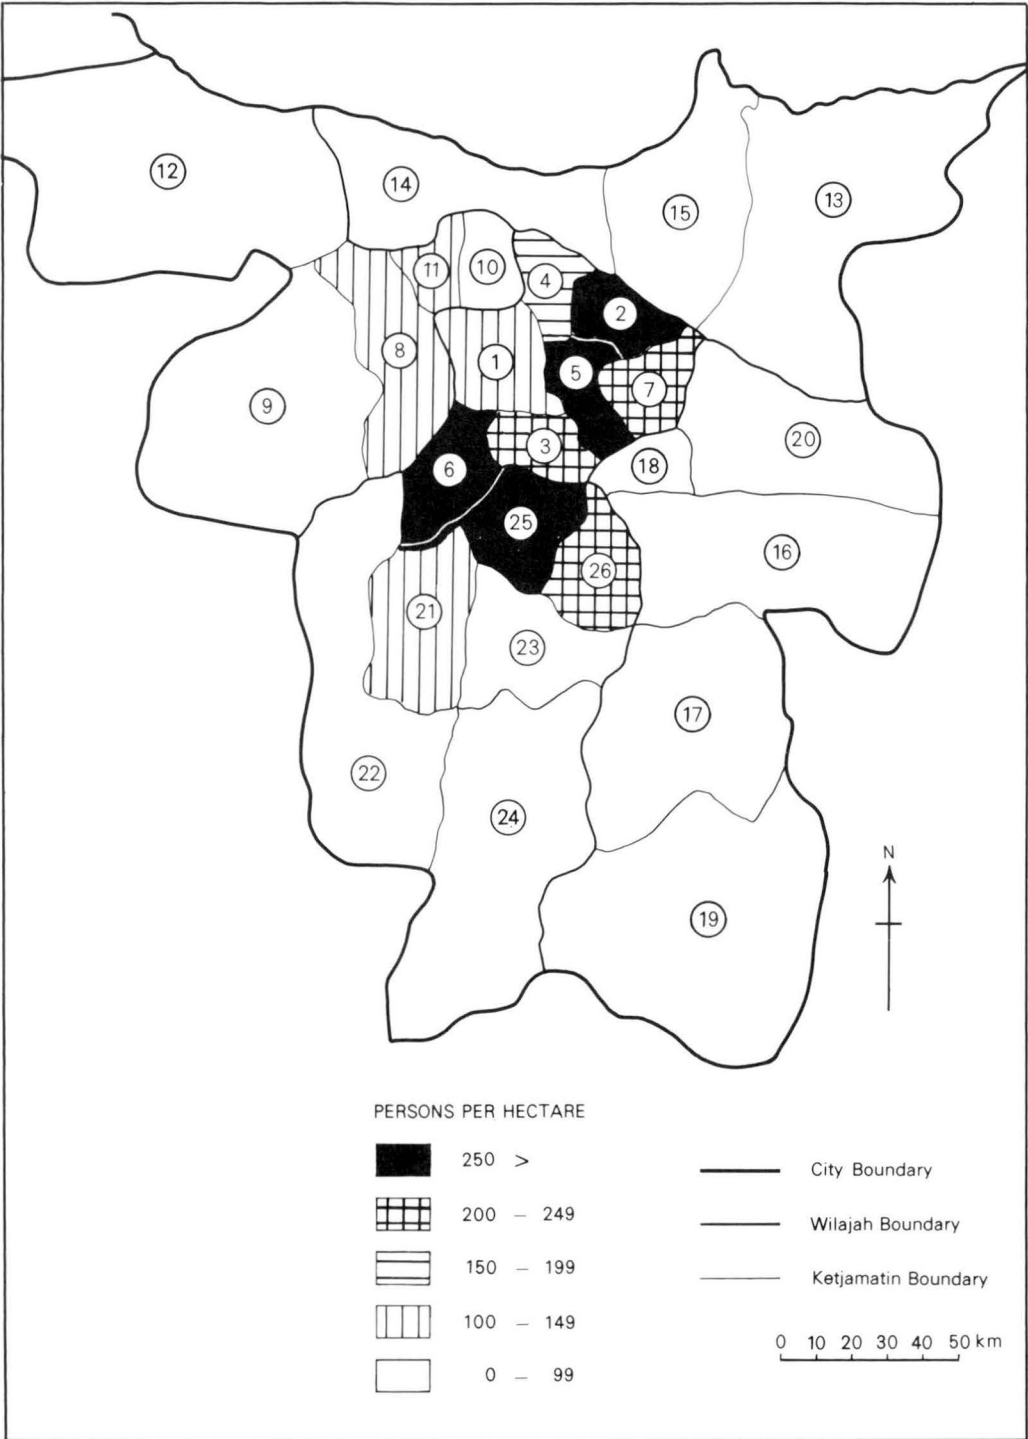 12
14
15
13
11
10
4
2
8
1
5
7
9
3
20
6
18
25
16
26
21
23
17
22
24
N
19
PERSONS PER HECTARE
250 >
200 – 249
150 – 199
100 – 149
0 – 99
City Boundary
Wilajah Boundary
Ketjamatin Boundary
0 10 20 30 40 50 km